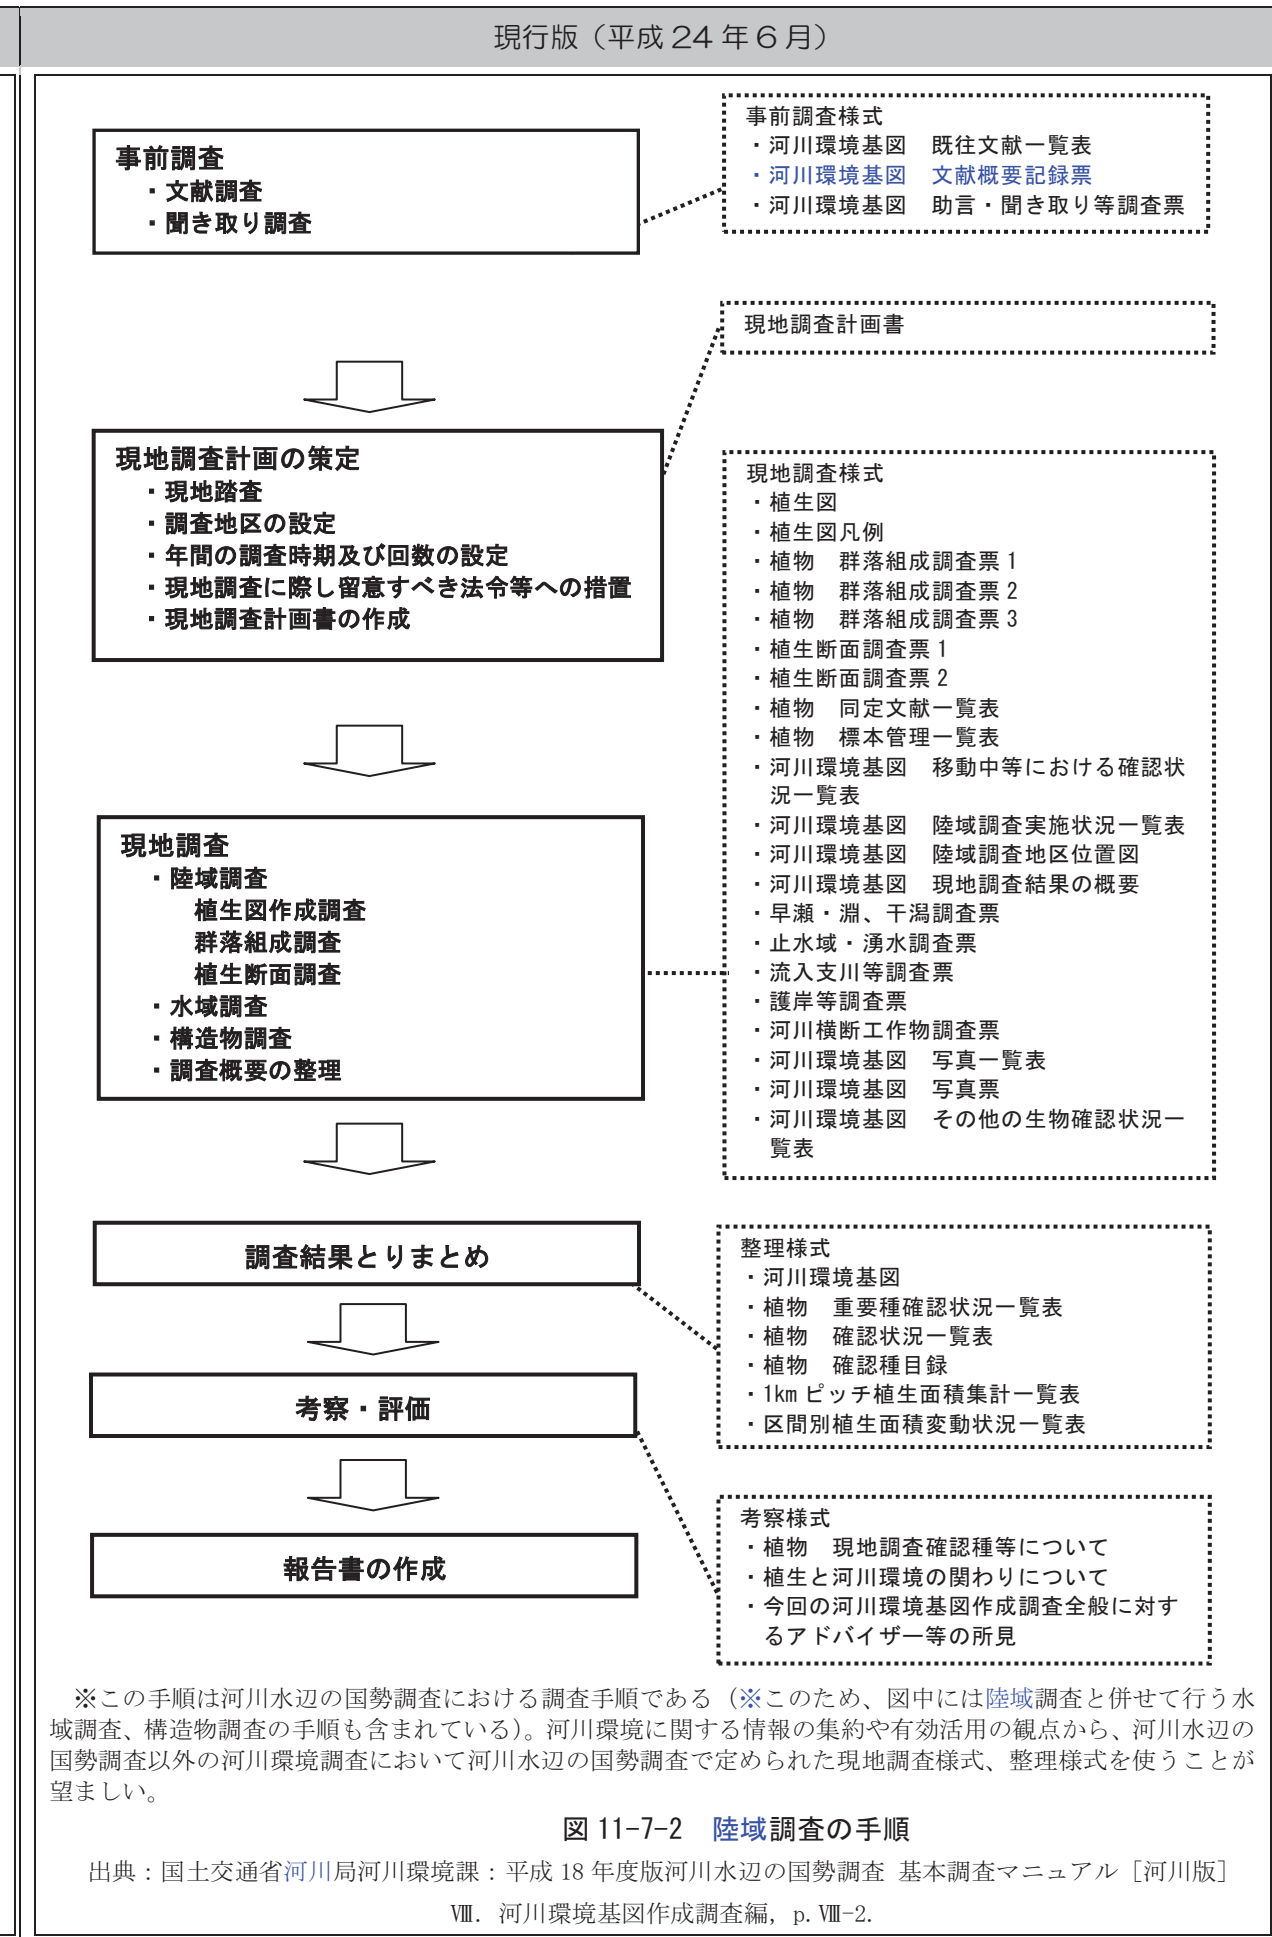 現行版（平成24年6月）
事前調査
・文献調査
・聞き取り調査
事前調査様式
・河川環境基図　既往文献一覧表
・河川環境基図　文献概要記録票
・河川環境基図　助言・聞き取り等調査票
現地調査計画書
現地調査計画の策定
・現地踏査
・調査地区の設定
・年間の調査時期及び回数の設定
・現地調査に際し留意すべき法令等への措置
・現地調査計画書の作成
現地調査様式
・植生図
・植生図凡例
・植物　群落組成調査票1
・植物　群落組成調査票2
・植物　群落組成調査票3
・植生断面調査票1
・植生断面調査票2
・植物　同定文献一覧表
・植物　標本管理一覧表
・河川環境基図　移動中等における確認状
況一覧表
・河川環境基図　陸域調査実施状況一覧表
・河川環境基図　陸域調査地区位置図
・河川環境基図　現地調査結果の概要
・早瀬・淵、干潟調査票
・止水域・湧水調査票
・流入支川等調査票
・護岸等調査票
・河川横断工作物調査票
・河川環境基図　写真一覧表
・河川環境基図　写真票
・河川環境基図　その他の生物確認状況一
覧表
現地調査
・陸域調査
植生図作成調査
群落組成調査
植生断面調査
・水域調査
・構造物調査
・調査概要の整理
調査結果とりまとめ
整理様式
・河川環境基図
・植物　重要種確認状況一覧表
・植物　確認状況一覧表
・植物　確認種目録
・1kmピッチ植生面積集計一覧表
・区間別植生面積変動状況一覧表
考察・評価
考察様式
・植物　現地調査確認種等について
・植生と河川環境の関わりについて
・今回の河川環境基図作成調査全般に対す
るアドバイザー等の所見
報告書の作成
※この手順は河川水辺の国勢調査における調査手順である（※このため、図中には陸域調査と併せて行う水
域調査、構造物調査の手順も含まれている）。河川環境に関する情報の集約や有効活用の観点から、河川水辺の
国勢調査以外の河川環境調査において河川水辺の国勢調査で定められた現地調査様式、整理様式を使うことが
望ましい。
図 11-7-2　陸域調査の手順
出典：国土交通省河川局河川環境課：平成18年度版河川水辺の国勢調査 基本調査マニュアル［河川版］
Ⅷ. 河川環境基図作成調査編, p.Ⅷ-2.